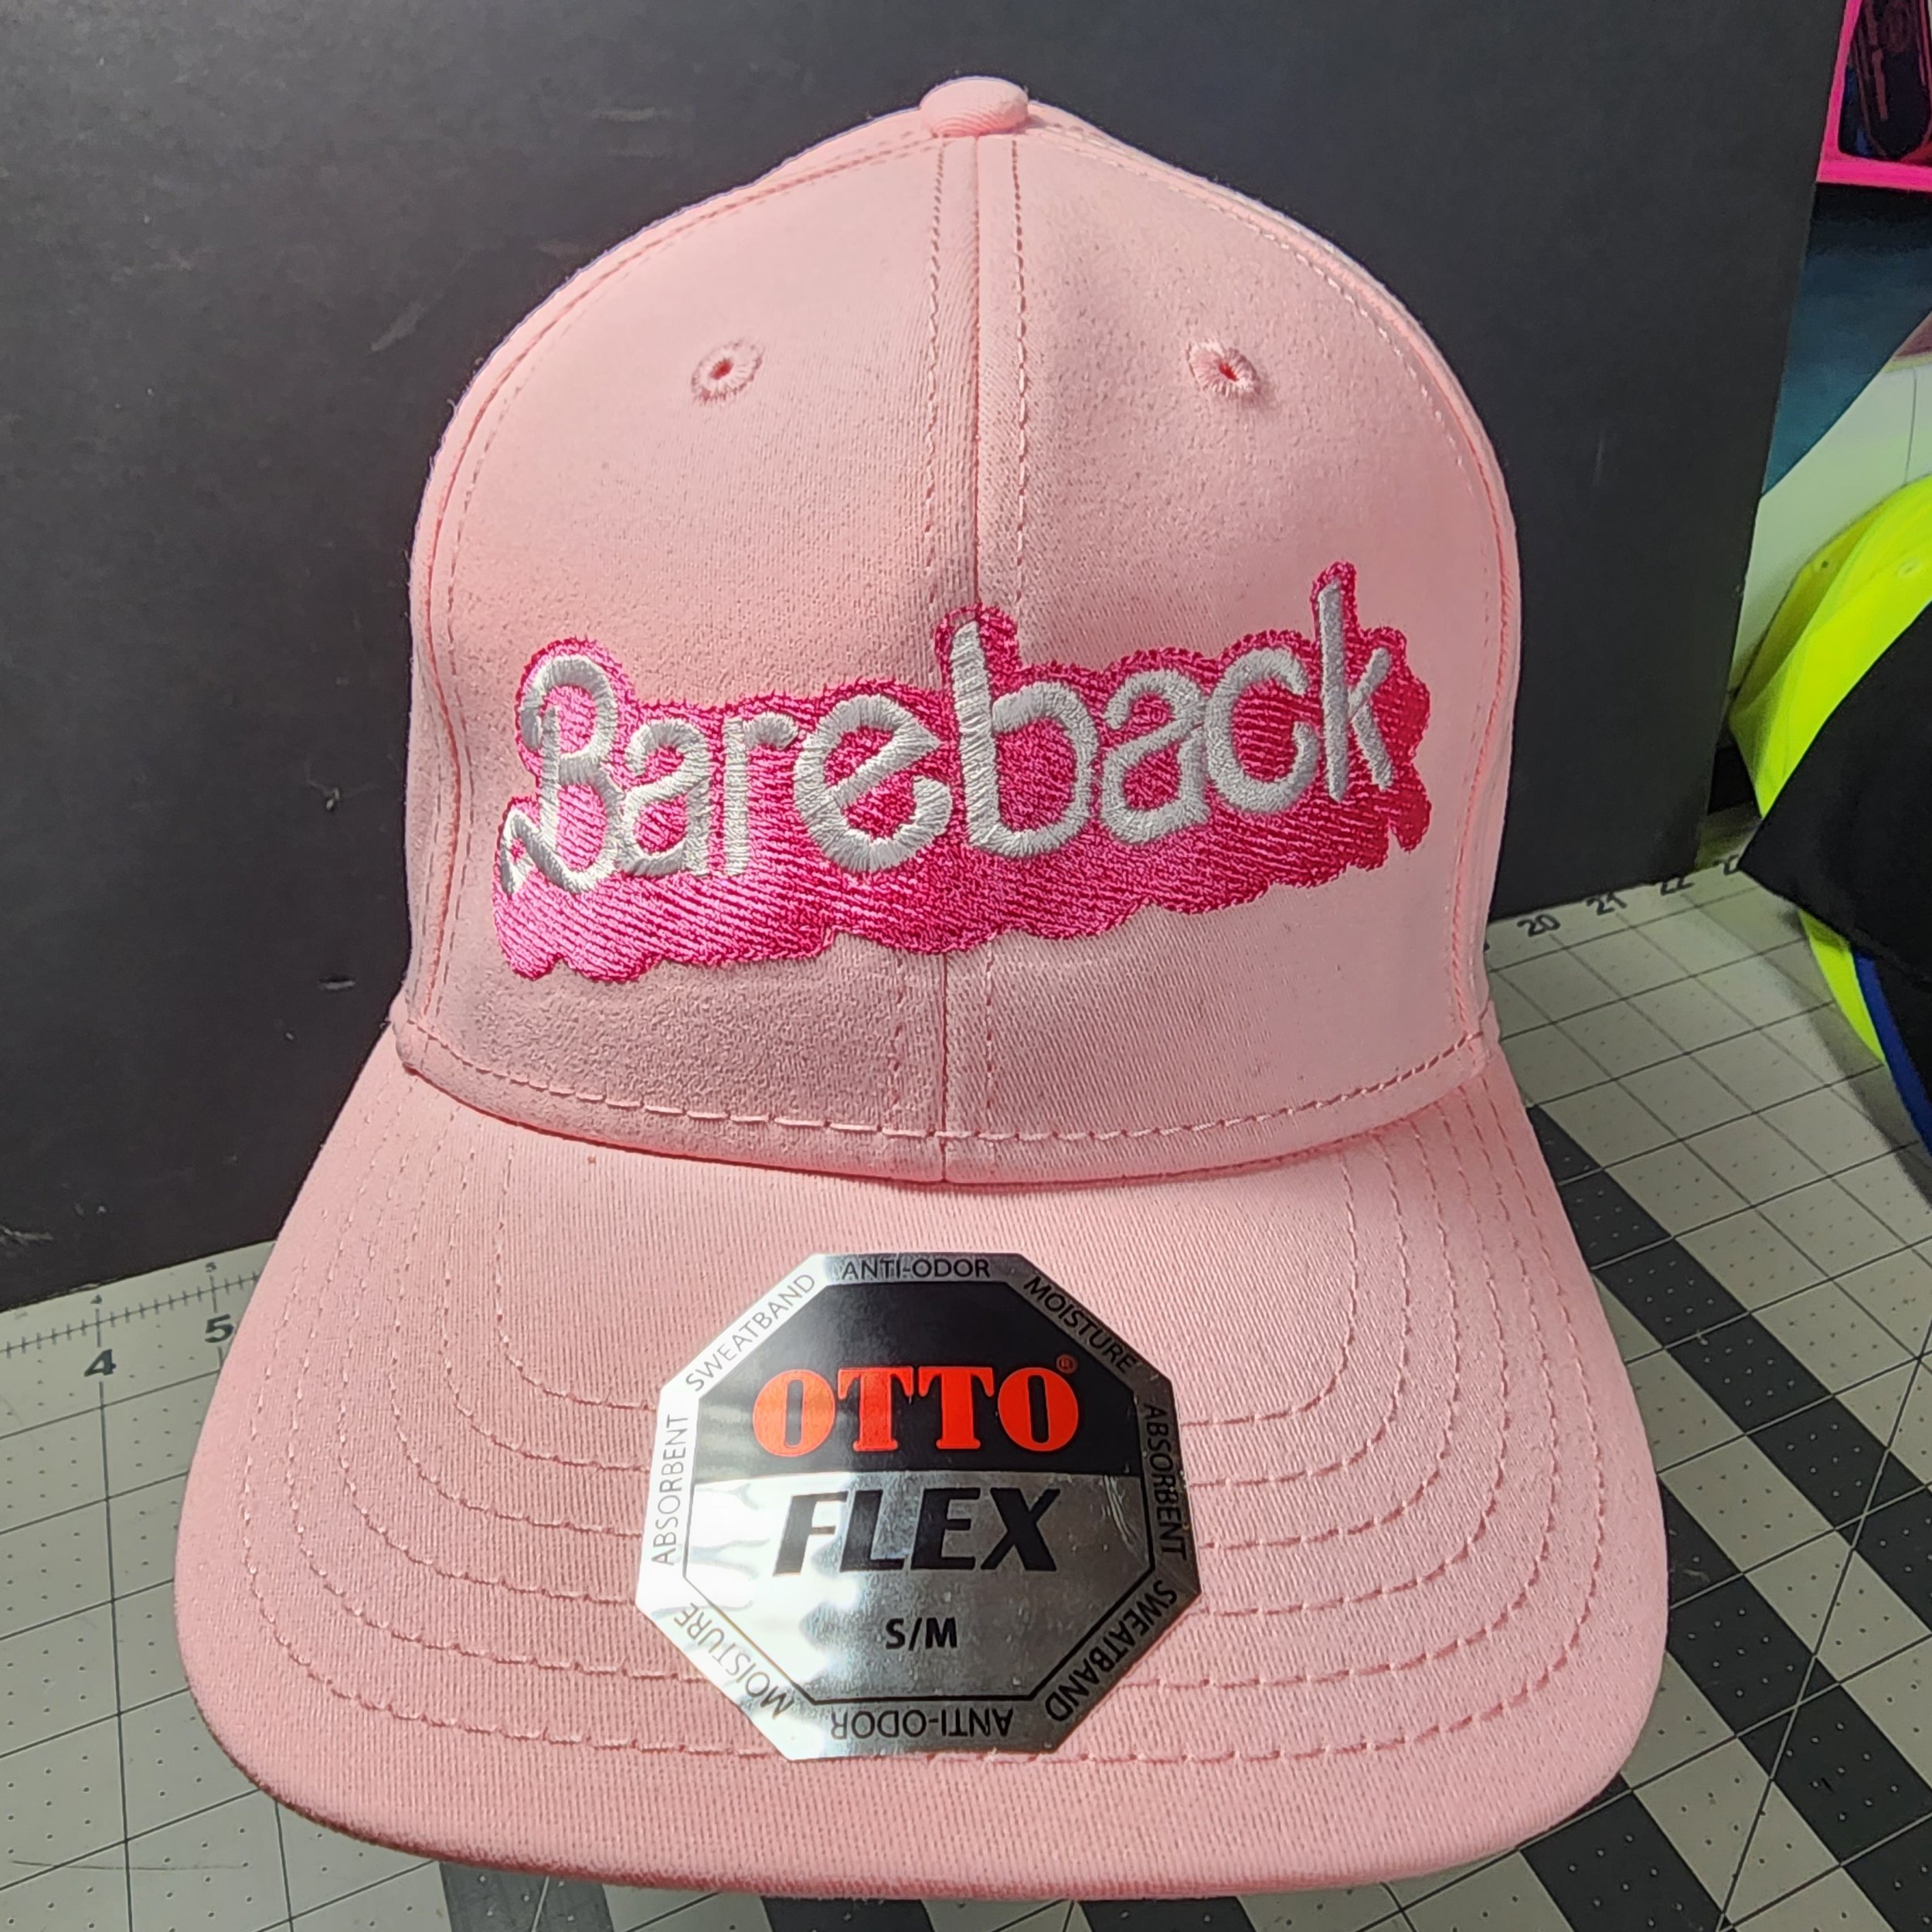 Bareback
ANTI-ODOR
MOISTURE
ABSORBENT
SWEATBAND
ANTI-ODOR
MOISTURE
ABSORBENT
SWEATBAND
OTTO®
FLEX
S/M
4
5
20
21
22